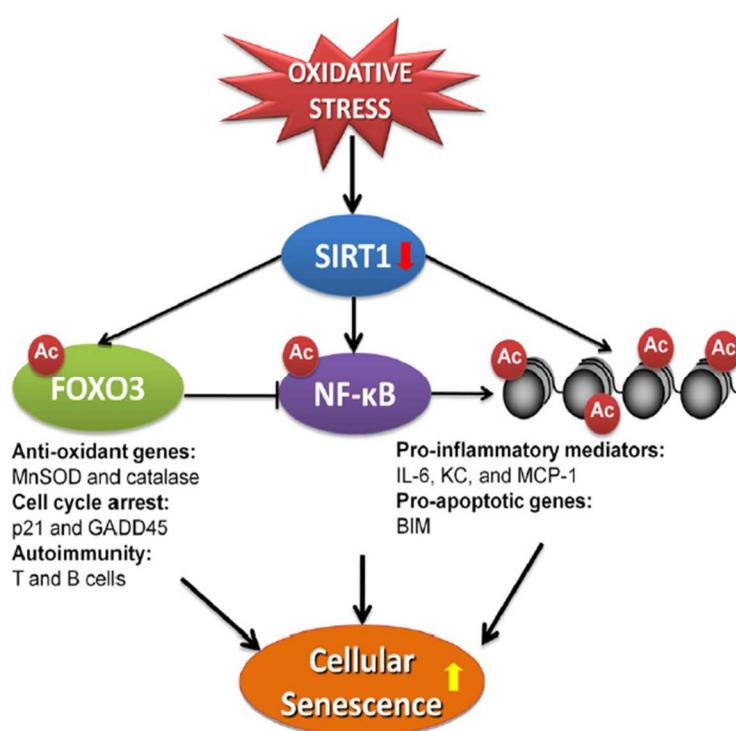 OXIDATIVE
STRESS
SIRT1
Ac
FOXO3
Ac
NF-κB
Ac
Ac
Ac
Ac
Anti-oxidant genes:
MnSOD and catalase
Cell cycle arrest:
p21 and GADD45
Autoimmunity:
T and B cells
Pro-inflammatory mediators:
IL-6, KC, and MCP-1
Pro-apoptotic genes:
BIM
Cellular
Senescence